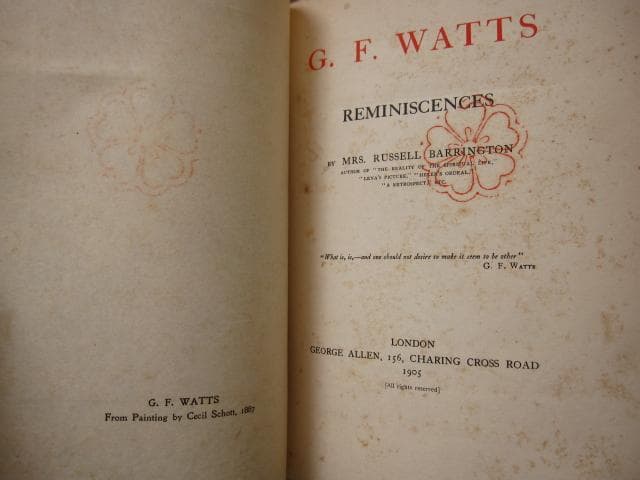 G. F. WATTS
From Painting by Cecil Schott, 1887
G. F. WATTS
REMINISCENCES
BY MRS. RUSSELL BARRINGTON
AUTHOR OF "THE REALITY OF THE SPIRITUAL LIFE,"
"LENA'S PICTURE," "HELEN'S ORDEAL,"
"A RETROSPECT," ETC.
"What is, is,—and one should not desire to make it seem to be other"
G. F. WATTS
LONDON
GEORGE ALLEN, 156, CHARING CROSS ROAD
1905
[All rights reserved]